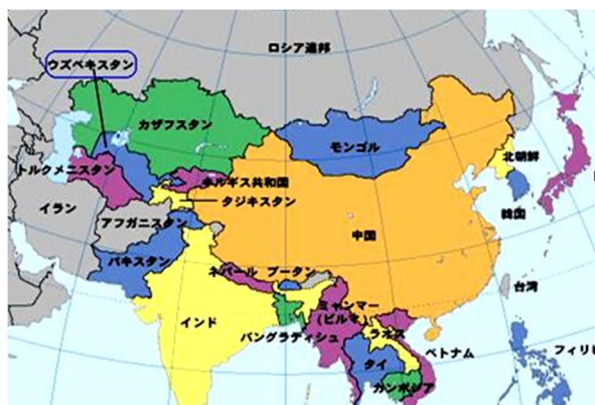 ロシア連邦
ウズベキスタン
カザフスタン
モンゴル
北朝鮮
トルクメニスタン
キルギス共和国
タジキスタン
イラン
アフガニスタン
韓国
中国
パキスタン
ネパール ブータン
台湾
ミャンマー
(ビルマ)
インド
バングラディシュ
ラオス
ベトナム
フィリピ
タイ
カンボジア